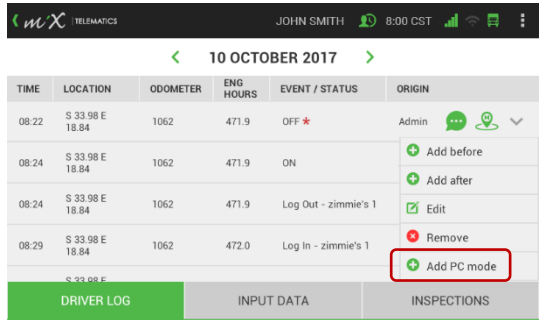 miX TELEMATICS JOHN SMITH 8:00 CST
10 OCTOBER 2017
TIME LOCATION ODOMETER ENG HOURS EVENT / STATUS ORIGIN
08:22 S 33.98 E 18.84 1062 471.9 OFF * Admin
Add before
08:24 S 33.98 E 18.84 1062 471.9 ON
Add after
08:24 S 33.98 E 18.84 1062 471.9 Log Out - zimmie's 1
Edit
Remove
08:29 S 33.98 E 18.84 1062 472.0 Log In - zimmie's 1
Add PC mode
S 33.98 E
DRIVER LOG INPUT DATA INSPECTIONS